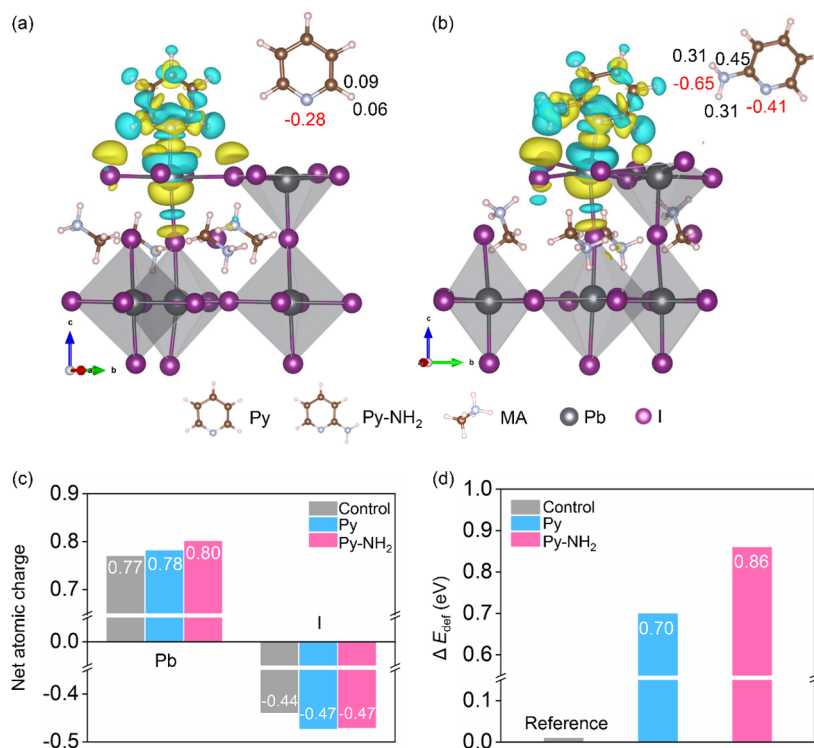 (a)
0.09
0.06
-0.28
c
a
b
(b)
0.31
0.45
-0.65
0.31
-0.41
c
a
b
Py
Py-NH₂
MA
Pb
I
(c)
Net atomic charge
0.9
0.8
0.7
0.0
-0.4
-0.5
Control
Py
Py-NH₂
0.77
0.78
0.80
Pb
I
-0.44
-0.47
-0.47
(d)
Δ E_def (eV)
1.0
0.9
0.8
0.7
0.6
0.1
0.0
Control
Py
Py-NH₂
Reference
0.70
0.86